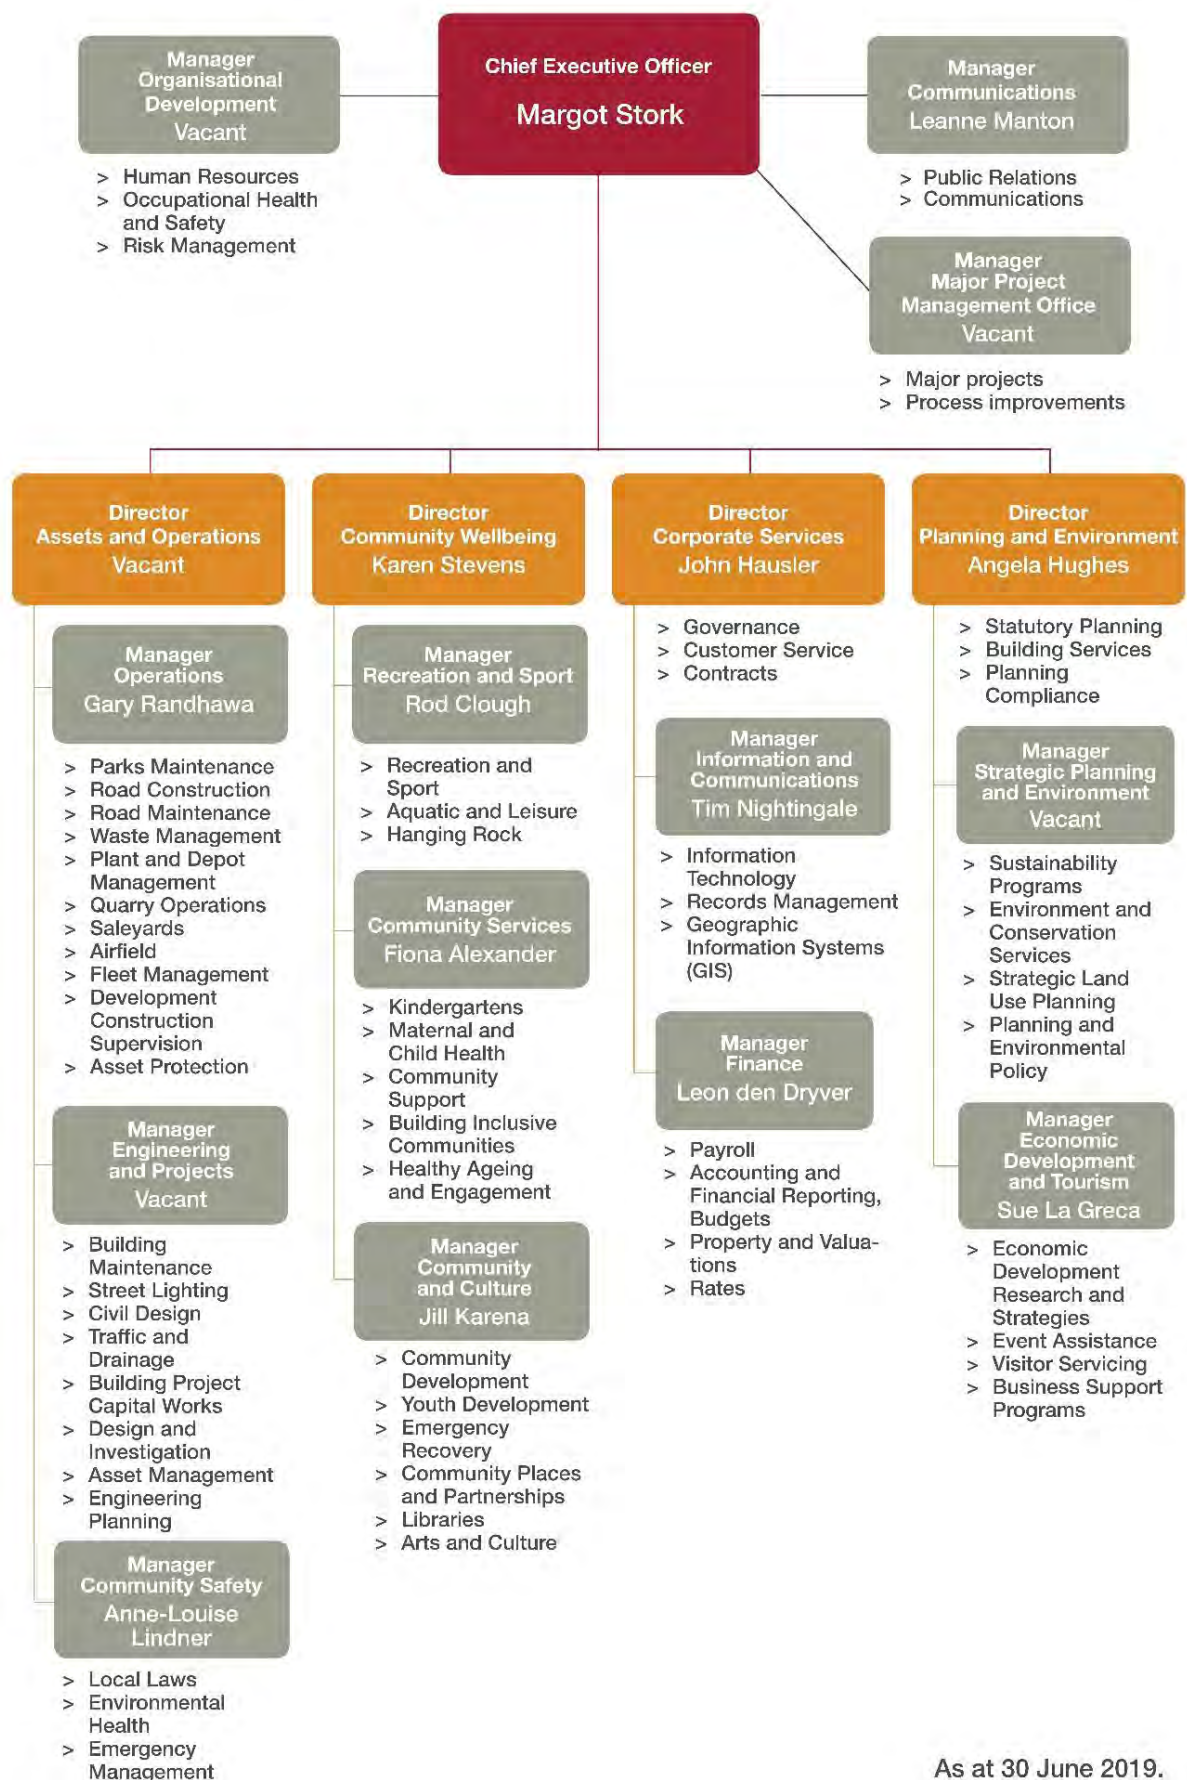 Manager
Organisational
Development
Vacant
> Human Resources
> Occupational Health
and Safety
> Risk Management
Chief Executive Officer
Margot Stork
Manager
Communications
Leanne Manton
> Public Relations
> Communications
Manager
Major Project
Management Office
Vacant
> Major projects
> Process improvements
Director
Assets and Operations
Vacant
Manager
Operations
Gary Randhawa
> Parks Maintenance
> Road Construction
> Road Maintenance
> Waste Management
> Plant and Depot
Management
> Quarry Operations
> Saleyards
> Airfield
> Fleet Management
> Development
Construction
Supervision
> Asset Protection
Manager
Engineering
and Projects
Vacant
> Building
Maintenance
> Street Lighting
> Civil Design
> Traffic and
Drainage
> Building Project
Capital Works
> Design and
Investigation
> Asset Management
> Engineering
Planning
Manager
Community Safety
Anne-Louise
Lindner
> Local Laws
> Environmental
Health
> Emergency
Management
Director
Community Wellbeing
Karen Stevens
Manager
Recreation and Sport
Rod Clough
> Recreation and
Sport
> Aquatic and Leisure
> Hanging Rock
Manager
Community Services
Fiona Alexander
> Kindergartens
> Maternal and
Child Health
> Community
Support
> Building Inclusive
Communities
> Healthy Ageing
and Engagement
Manager
Community
and Culture
Jill Karena
> Community
Development
> Youth Development
> Emergency
Recovery
> Community Places
and Partnerships
> Libraries
> Arts and Culture
Director
Corporate Services
John Hausler
> Governance
> Customer Service
> Contracts
Manager
Information and
Communications
Tim Nightingale
> Information
Technology
> Records Management
> Geographic
Information Systems
(GIS)
Manager
Finance
Leon den Dryver
> Payroll
> Accounting and
Financial Reporting,
Budgets
> Property and Valua-
tions
> Rates
Director
Planning and Environment
Angela Hughes
> Statutory Planning
> Building Services
> Planning
Compliance
Manager
Strategic Planning
and Environment
Vacant
> Sustainability
Programs
> Environment and
Conservation
Services
> Strategic Land
Use Planning
> Planning and
Environmental
Policy
Manager
Economic
Development
and Tourism
Sue La Greca
> Economic
Development
Research and
Strategies
> Event Assistance
> Visitor Servicing
> Business Support
Programs
As at 30 June 2019.